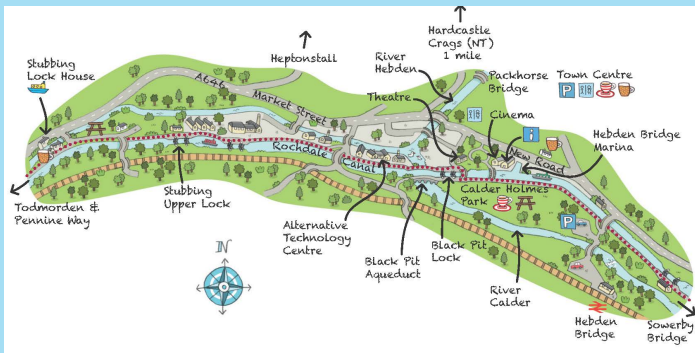 Hardcastle
Crags (NT)
1 mile
Heptonstall
River
Hebden
Packhorse
Bridge
Town Centre
P
i
Stubbing
Lock House
A646
Market Street
Theatre
Cinema
New Road
Hebden Bridge
Marina
Rochdale
Canal
Calder Holmes
Park
P
Todmorden &
Pennine Way
Stubbing
Upper Lock
Alternative
Technology
Centre
Black Pit
Aqueduct
Black Pit
Lock
River
Calder
Hebden
Bridge
Sowerby
Bridge
N